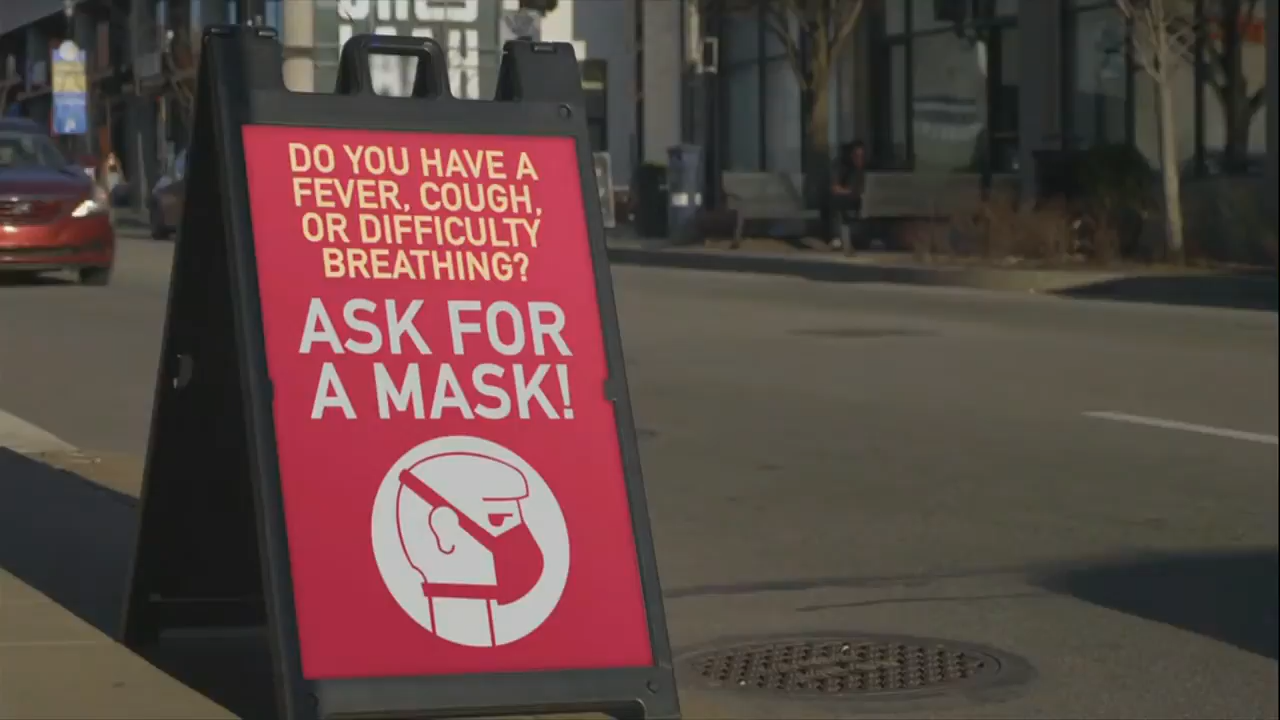 DO YOU HAVE A
FEVER, COUGH,
OR DIFFICULTY
BREATHING?
ASK FOR
A MASK!